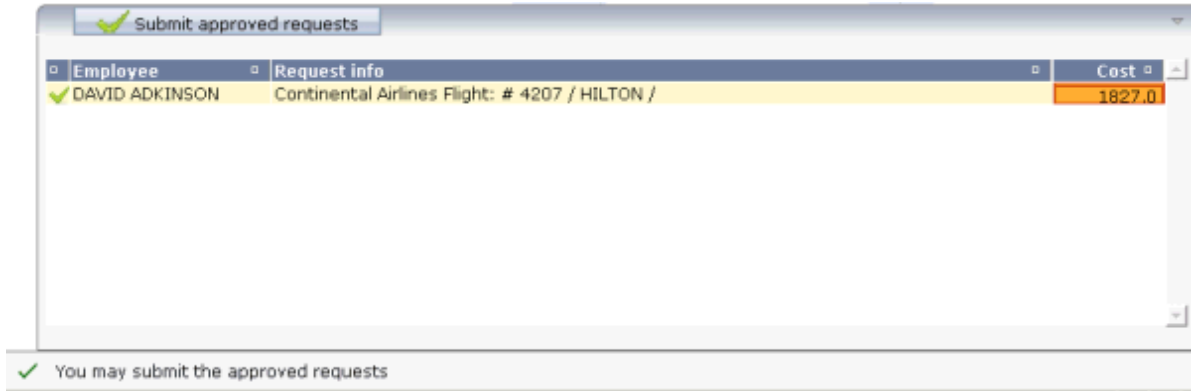 Submit approved requests
Employee Request info Cost
DAVID ADKINSON Continental Airlines Flight: # 4207 / HILTON / 1827.0
You may submit the approved requests